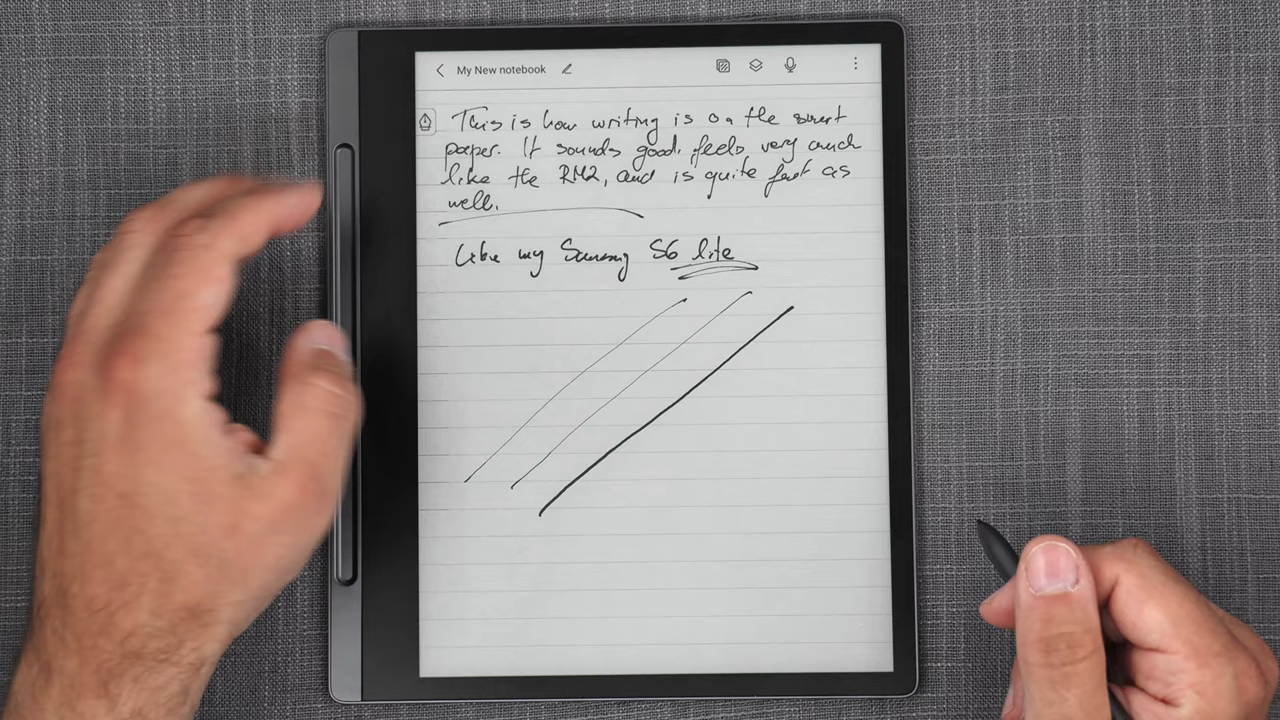 My New notebook
This is how writing is on the smart
paper. It sounds good, feels very much
like the RM2, and is quite fast as
well.
like my S6 lite